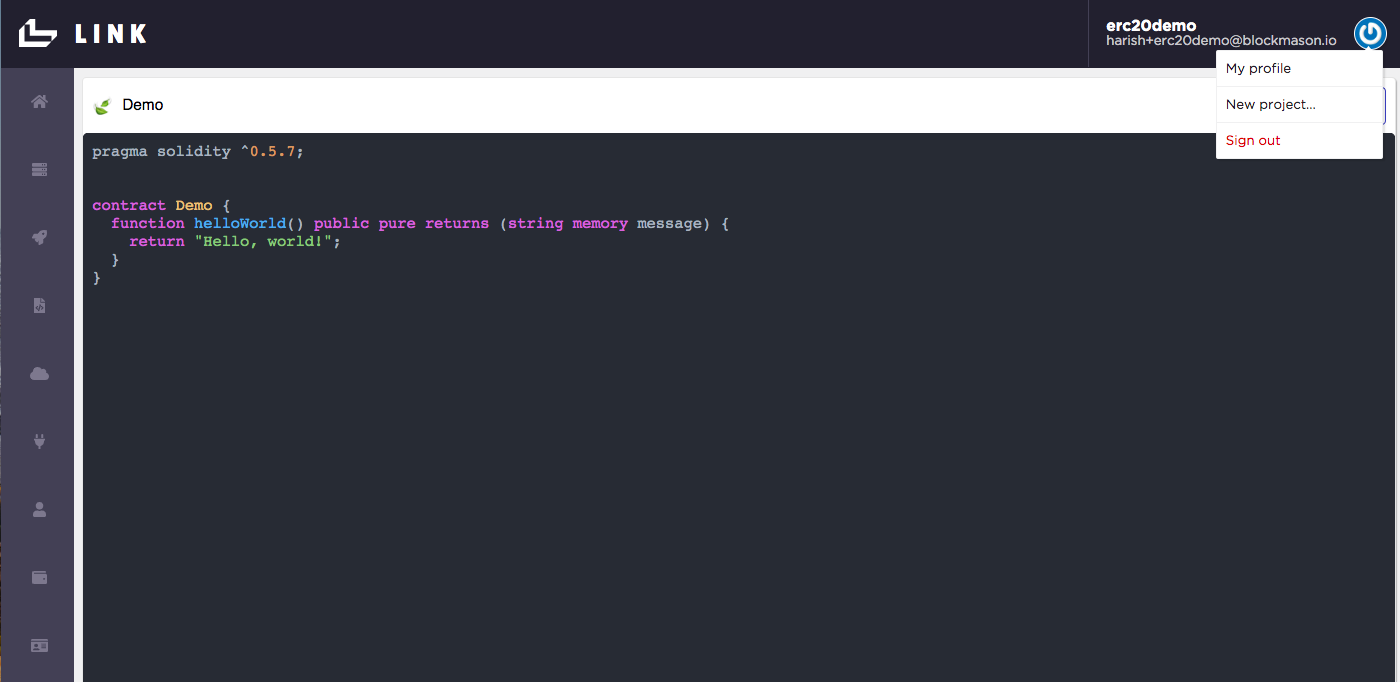 LINK
erc20demo
harish+erc20demo@blockmason.io
My profile
New project...
Sign out
Demo
pragma solidity ^0.5.7;
contract Demo {
  function helloWorld() public pure returns (string memory message) {
    return "Hello, world!";
  }
}